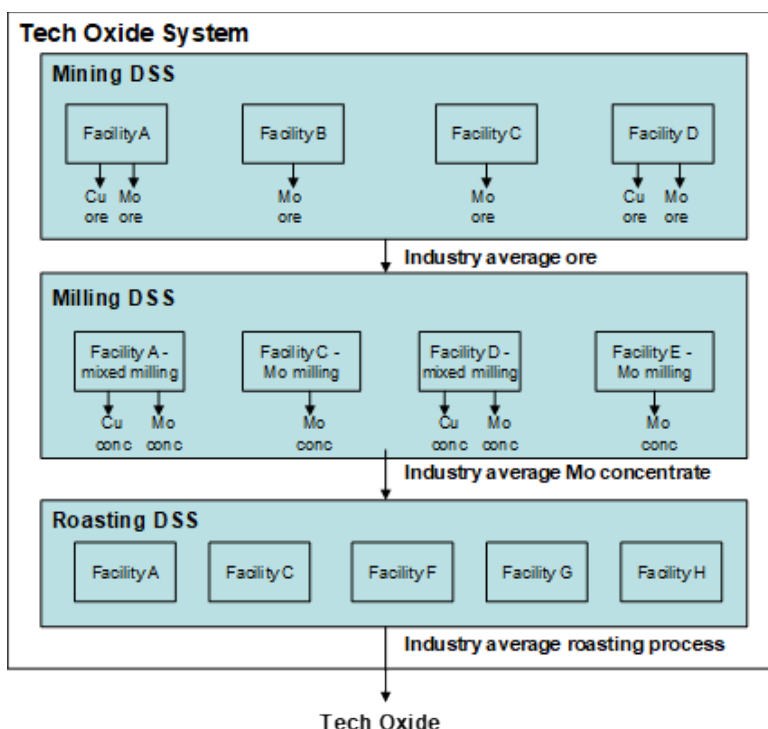 Tech Oxide System
Mining DSS
Facility A
Facility B
Facility C
Facility D
Cu Mo
ore ore
Mo
ore
Mo
ore
Cu Mo
ore ore
Industry average ore
Milling DSS
Facility A -
mixed milling
Facility C -
Mo milling
Facility D -
mixed milling
Facility E -
Mo milling
Cu Mo
conc conc
Mo
conc
Cu Mo
conc conc
Mo
conc
Industry average Mo concentrate
Roasting DSS
Facility A
Facility C
Facility F
Facility G
Facility H
Industry average roasting process
Tech Oxide